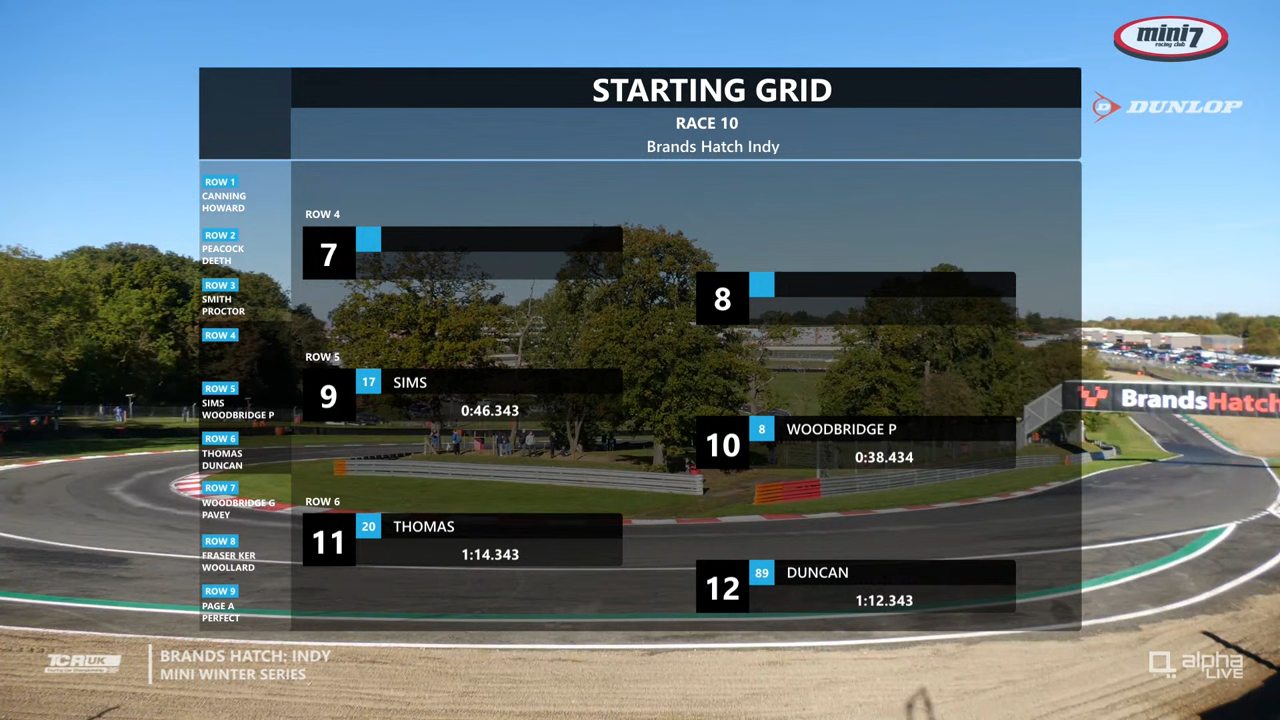 mini7
racing club
DUNLOP
STARTING GRID
RACE 10
Brands Hatch Indy
ROW 1
CANNING
HOWARD
ROW 2
PEACOCK
DEETH
ROW 3
SMITH
PROCTOR
ROW 4
ROW 5
SIMS
WOODBRIDGE P
ROW 6
THOMAS
DUNCAN
ROW 7
WOODBRIDGE G
PAVEY
ROW 8
FRASER KER
WOOLLARD
ROW 9
PAGE A
PERFECT
ROW 4
7
8
ROW 5
9 17 SIMS
0:46.343
10 8 WOODBRIDGE P
0:38.434
ROW 6
11 20 THOMAS
1:14.343
12 89 DUNCAN
1:12.343
BrandsHatch
TCR UK
BRANDS HATCH: INDY
MINI WINTER SERIES
alpha
LIVE